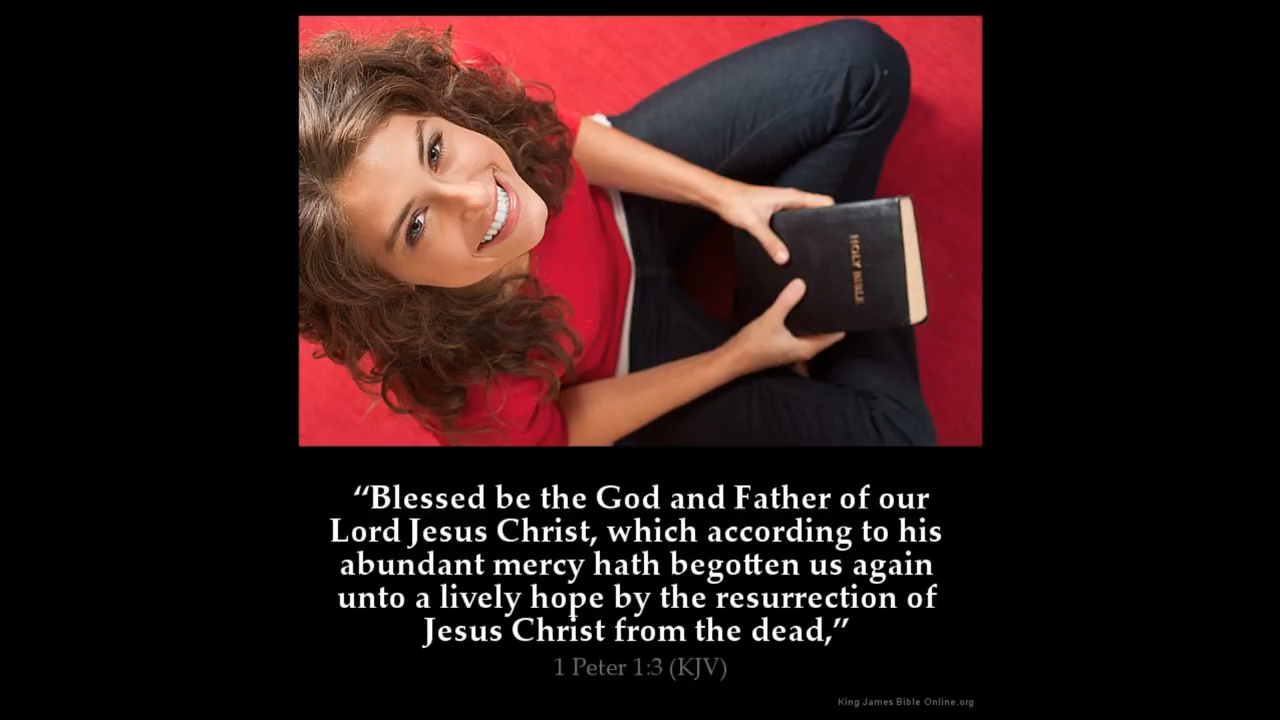 HOLY BIBLE
“Blessed be the God and Father of our
Lord Jesus Christ, which according to his
abundant mercy hath begotten us again
unto a lively hope by the resurrection of
Jesus Christ from the dead,”
1 Peter 1:3 (KJV)
King James Bible Online.org